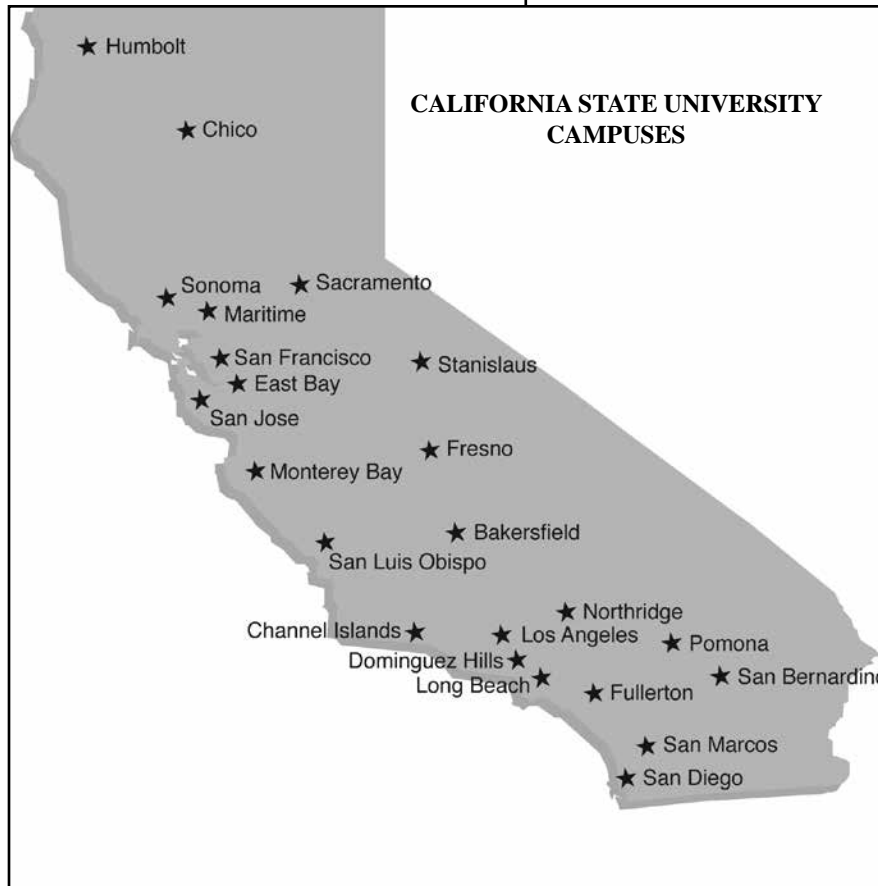 CALIFORNIA STATE UNIVERSITY
CAMPUSES
Humbolt
Chico
Sonoma
Sacramento
Maritime
San Francisco
Stanislaus
East Bay
San Jose
Fresno
Monterey Bay
Bakersfield
San Luis Obispo
Northridge
Channel Islands
Los Angeles
Pomona
Dominguez Hills
Long Beach
San Bernardino
Fullerton
San Marcos
San Diego